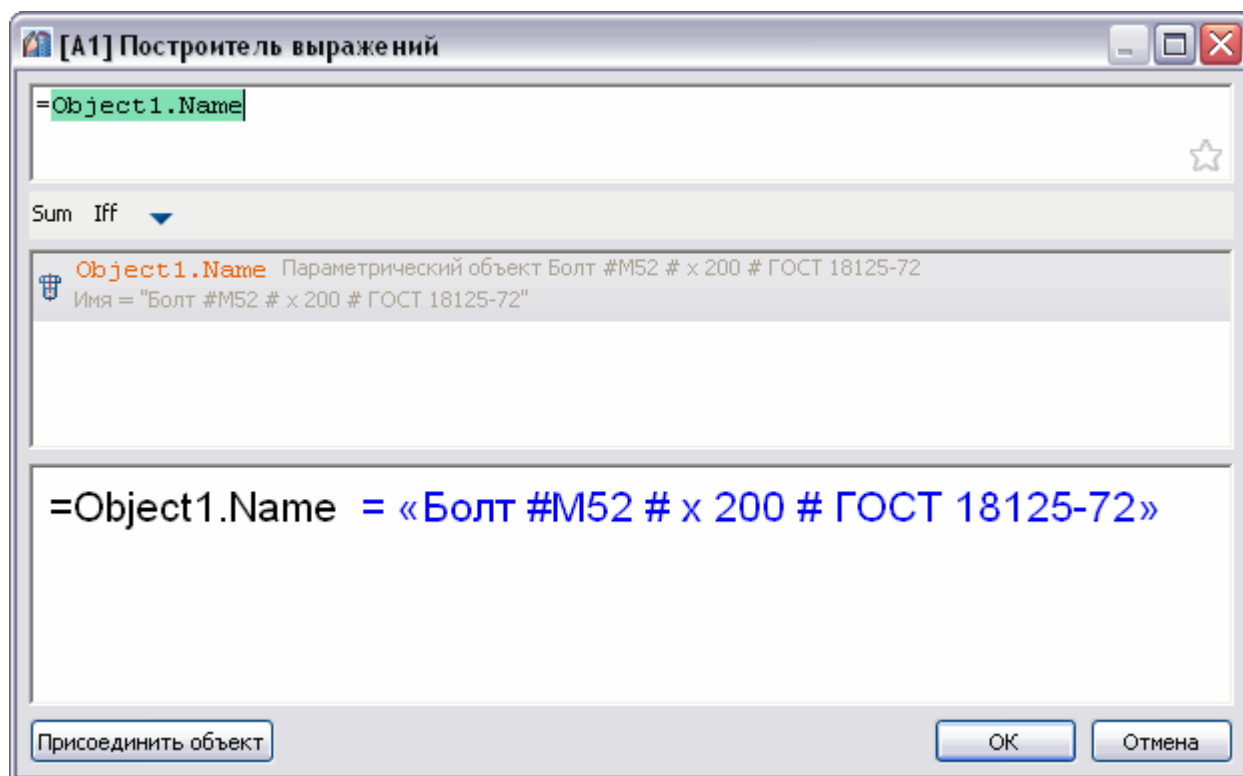 [A1] Построитель выражений
=Object1.Name
Sum Iff
Object1.Name Параметрический объект Болт #M52 # x 200 # ГОСТ 18125-72
Имя = "Болт #M52 # x 200 # ГОСТ 18125-72"
=Object1.Name = «Болт #M52 # x 200 # ГОСТ 18125-72»
Присоединить объект ОК Отмена